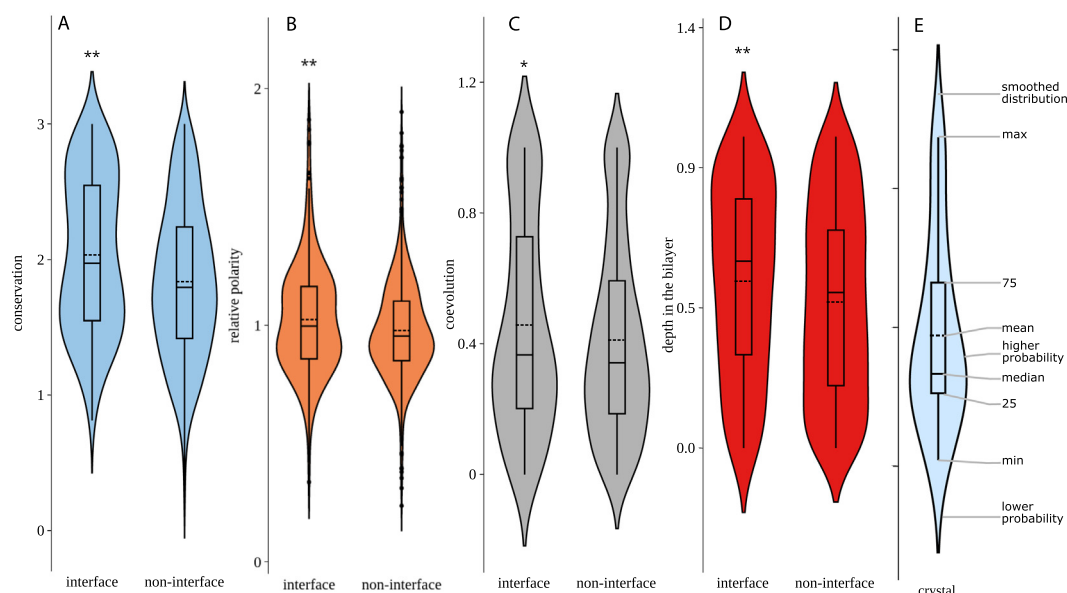 A
**
conservation
3
2
1
0
interface
non-interface
B
**
relative polarity
2
1
0
interface
non-interface
C
*
coevolution
1.2
0.8
0.4
0
interface
non-interface
D
**
depth in the bilayer
1.4
0.9
0.5
0.0
interface
non-interface
E
smoothed
distribution
max
75
mean
higher
probability
median
25
min
lower
probability
crystal